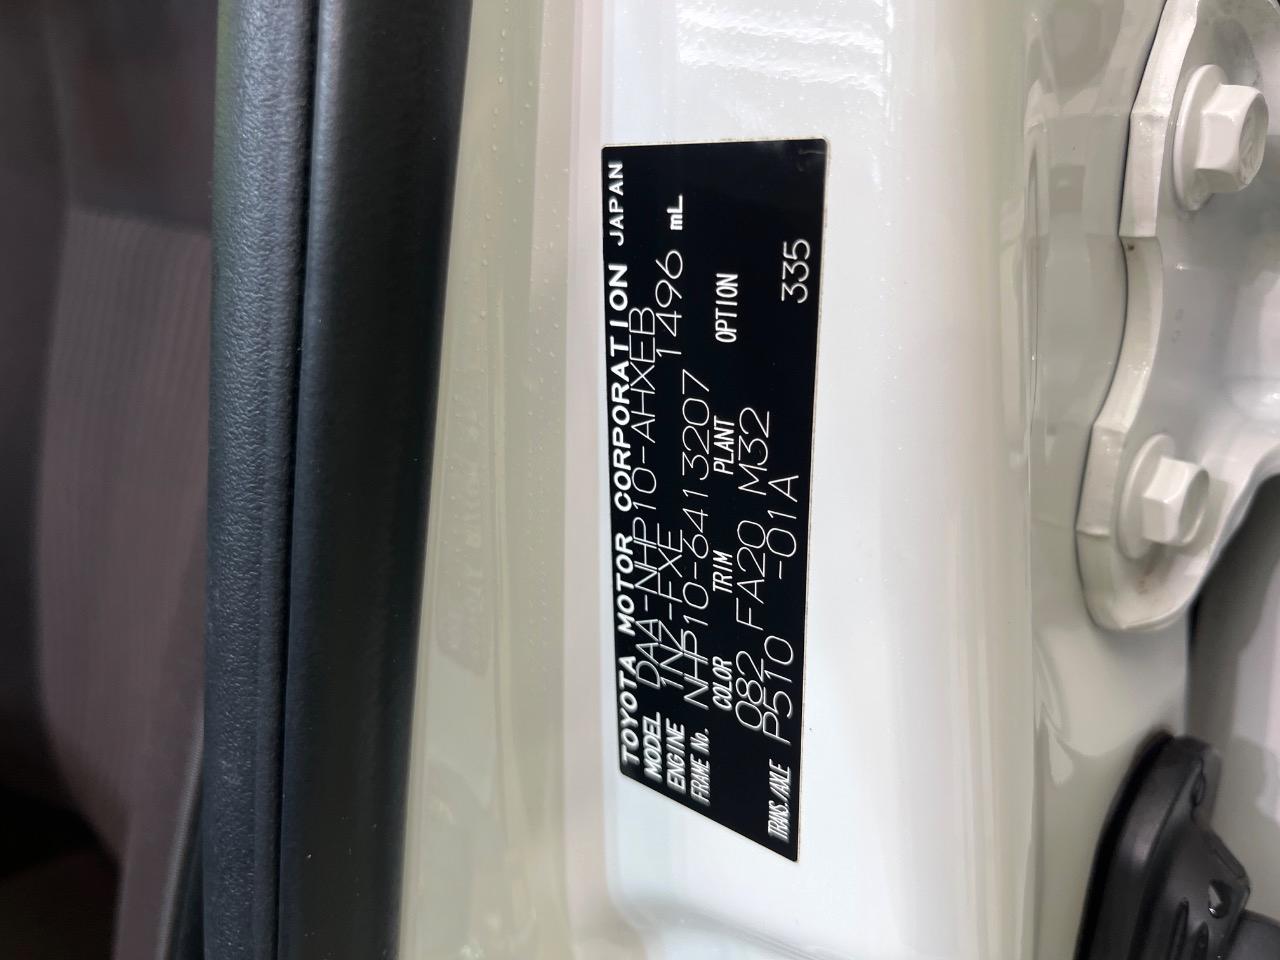 TOYOTA MOTOR CORPORATION JAPAN
MODEL DAA-NHP10-AHXEB
ENGINE 1NZ-FXE 1496 mL
FRAME No. NHP10-6413207
COLOR TRIM PLANT OPTION
082 FA20 M32
TRANS./AXLE P510 -01A 335